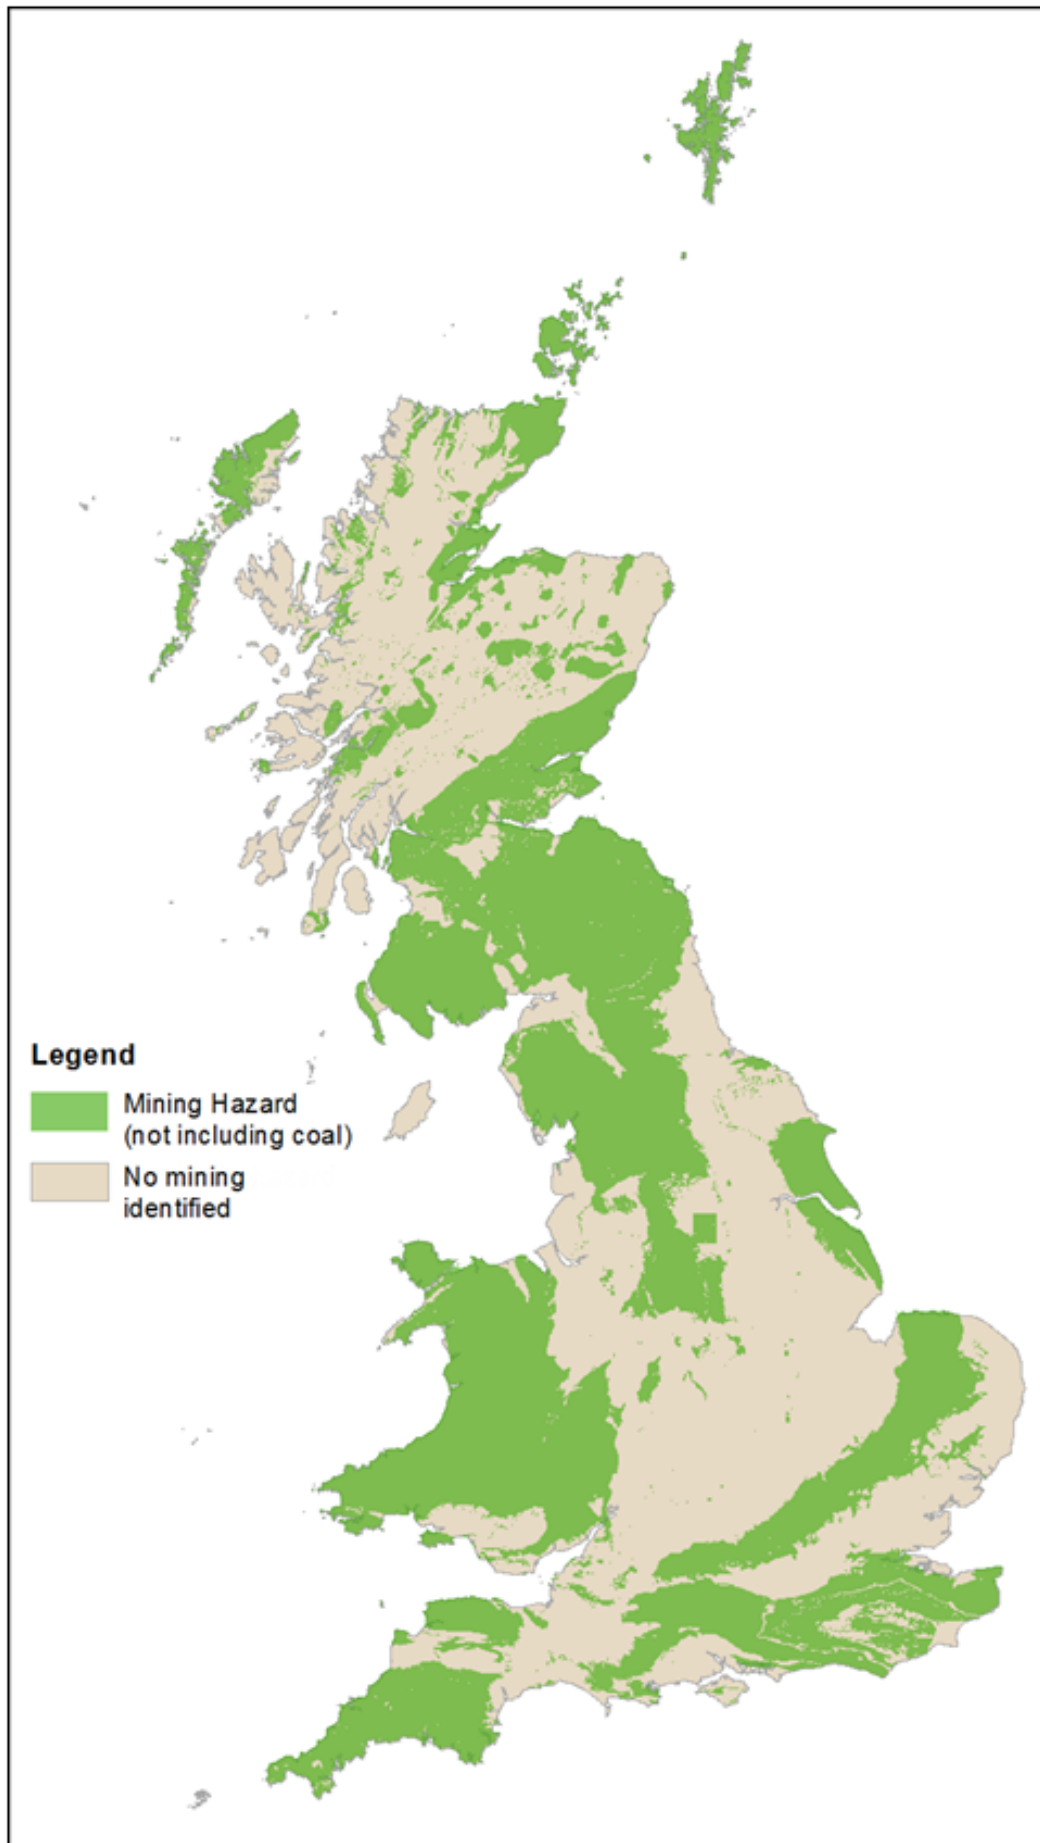 Legend
Mining Hazard
(not including coal)
No mining
identified